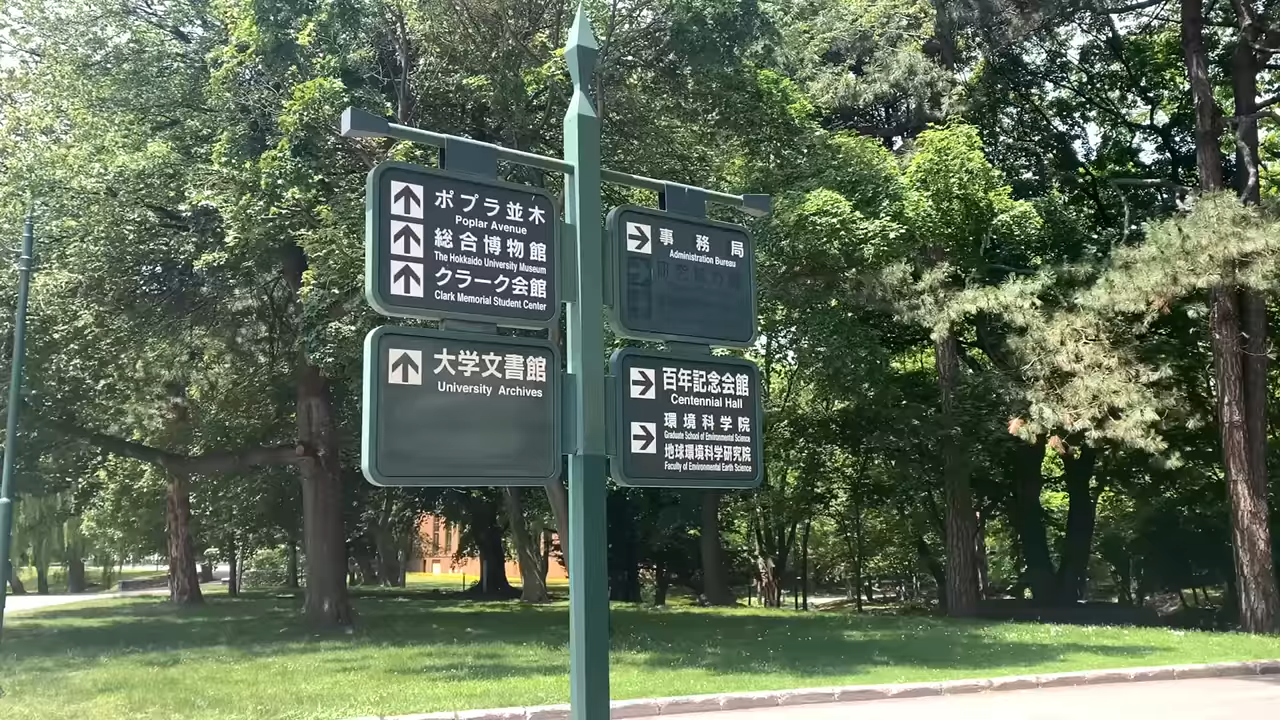 ポプラ並木
Poplar Avenue
総合博物館
The Hokkaido University Museum
クラーク会館
Clark Memorial Student Center
大学文書館
University Archives
事務局
Administration Bureau
百年記念会館
Centennial Hall
環境科学院
Graduate School of Environmental Science
地球環境科学研究院
Faculty of Environmental Earth Science